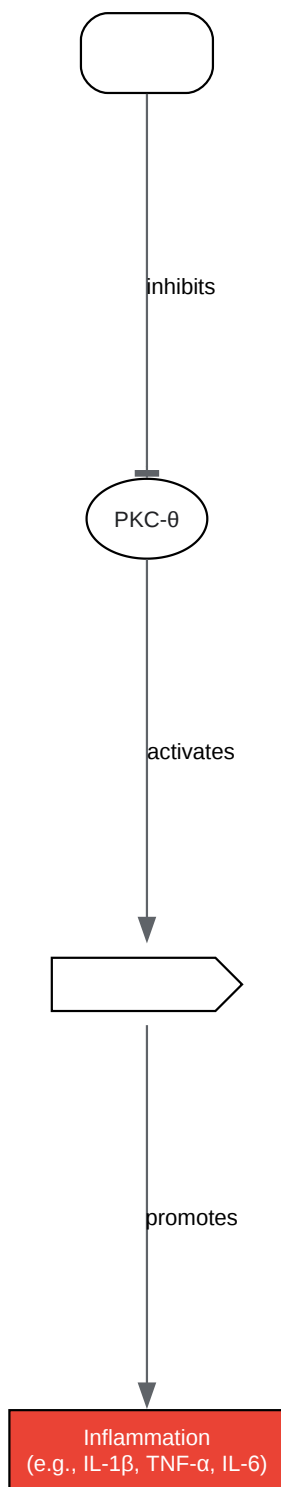 inhibits
PKC-θ
activates
promotes
Inflammation
(e.g., IL-1β, TNF-α, IL-6)